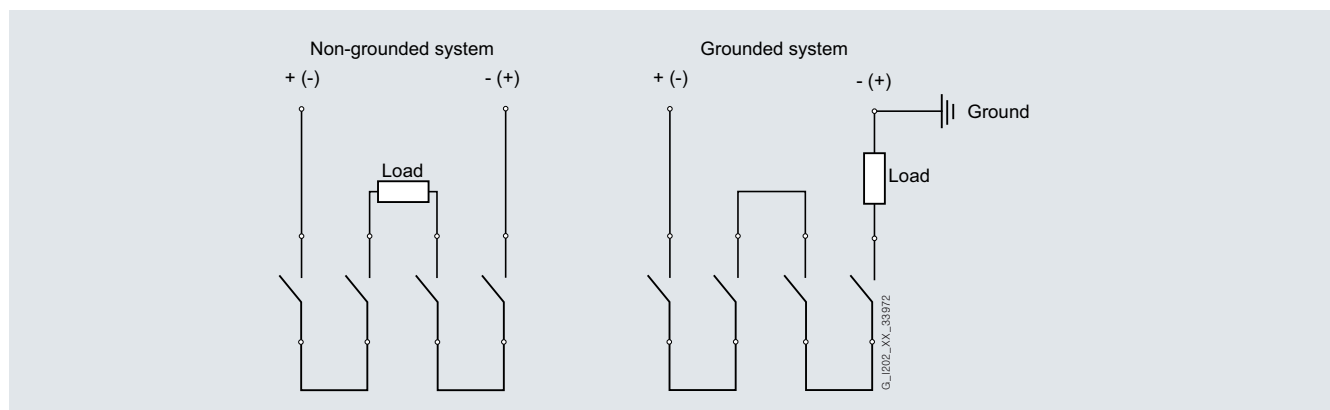 Non-grounded system
+ (-)
- (+)
Load
Grounded system
+ (-)
- (+)
Ground
Load
G_I202_XX_33972